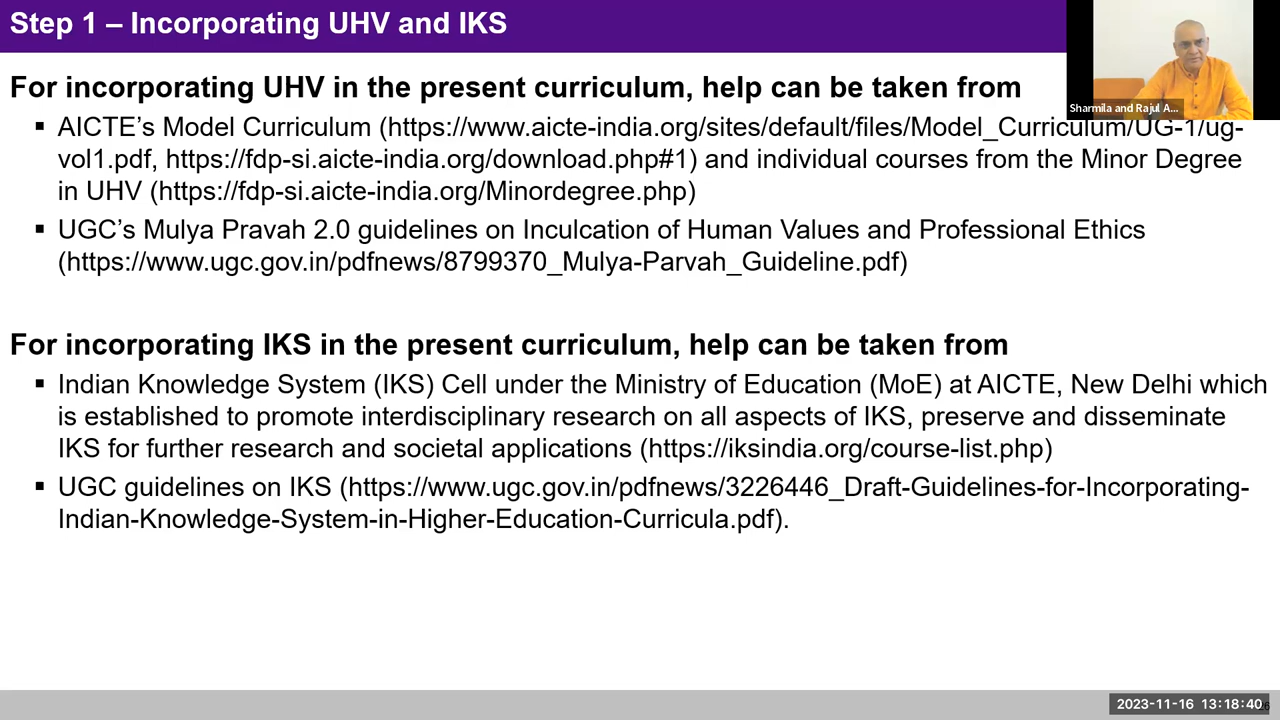 Step 1 – Incorporating UHV and IKS
Sharmila and Rajul A...
For incorporating UHV in the present curriculum, help can be taken from
▪ AICTE’s Model Curriculum (https://www.aicte-india.org/sites/default/files/Model_Curriculum/UG-1/ug-
vol1.pdf, https://fdp-si.aicte-india.org/download.php#1) and individual courses from the Minor Degree
in UHV (https://fdp-si.aicte-india.org/Minordegree.php)
▪ UGC’s Mulya Pravah 2.0 guidelines on Inculcation of Human Values and Professional Ethics
(https://www.ugc.gov.in/pdfnews/8799370_Mulya-Parvah_Guideline.pdf)
For incorporating IKS in the present curriculum, help can be taken from
▪ Indian Knowledge System (IKS) Cell under the Ministry of Education (MoE) at AICTE, New Delhi which
is established to promote interdisciplinary research on all aspects of IKS, preserve and disseminate
IKS for further research and societal applications (https://iksindia.org/course-list.php)
▪ UGC guidelines on IKS (https://www.ugc.gov.in/pdfnews/3226446_Draft-Guidelines-for-Incorporating-
Indian-Knowledge-System-in-Higher-Education-Curricula.pdf).
2023-11-16 13:18:40